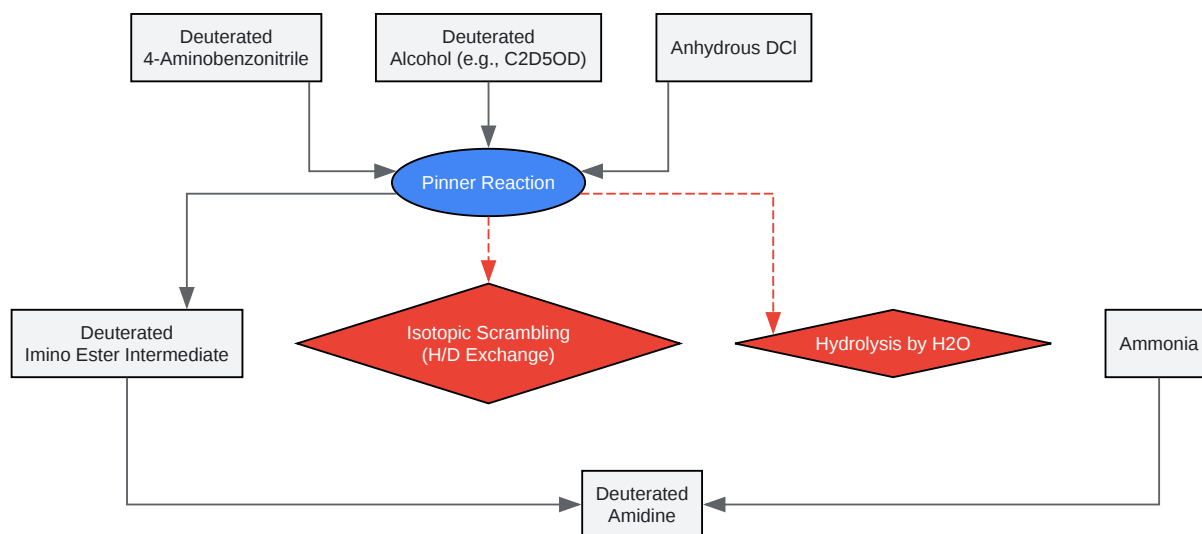 Deuterated
4-Aminobenzonitrile
Deuterated
Alcohol (e.g., C2D5OD)
Anhydrous DCl
Pinner Reaction
Deuterated
Imino Ester Intermediate
Isotopic Scrambling
(H/D Exchange)
Hydrolysis by H2O
Ammonia
Deuterated
Amidine